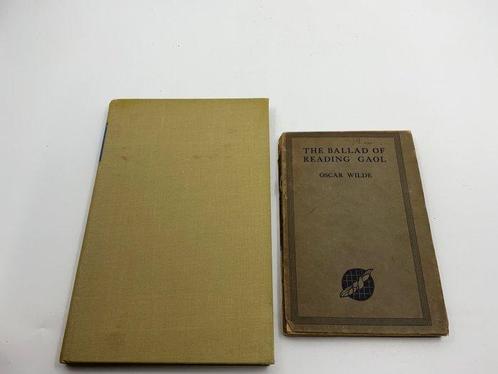 THE BALLAD OF
READING GAOL
OSCAR WILDE